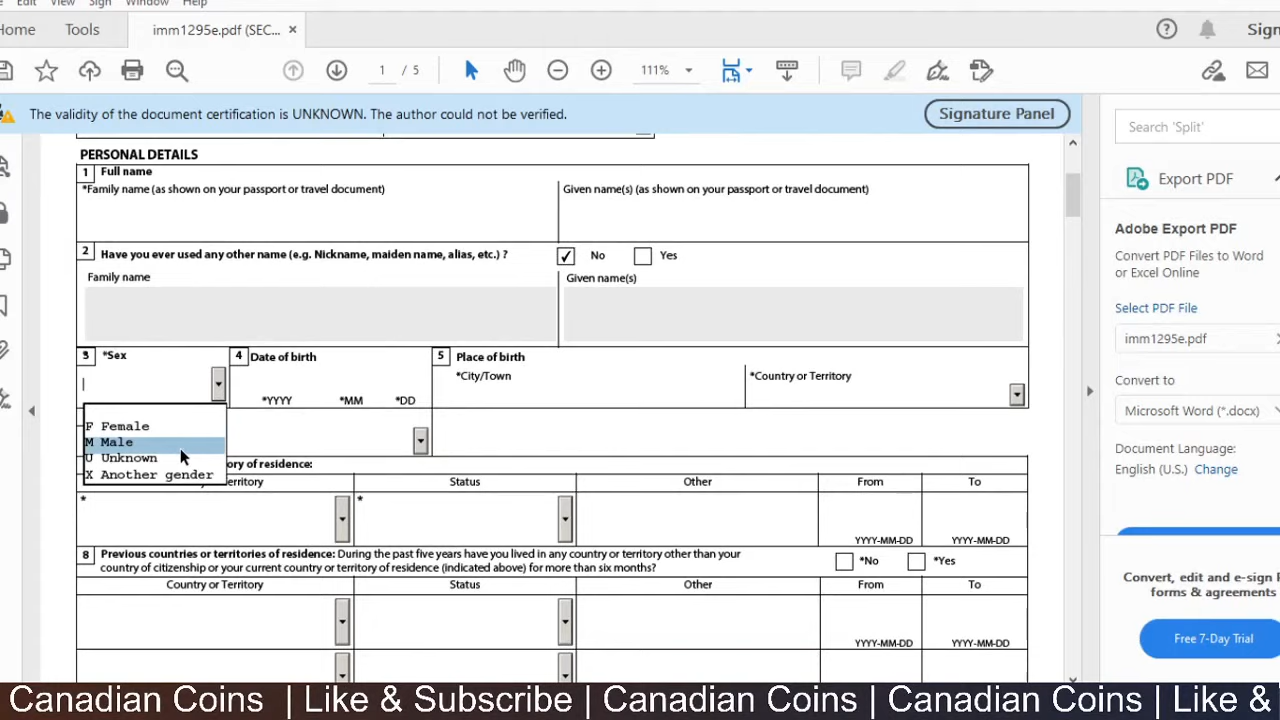 Edit View Sign Window Help
Home Tools imm1295e.pdf (SEC... × Sign
1 / 5 111%
The validity of the document certification is UNKNOWN. The author could not be verified. Signature Panel
Search 'Split'
Export PDF
Adobe Export PDF
Convert PDF Files to Word
or Excel Online
Select PDF File
imm1295e.pdf
Convert to
Microsoft Word (*.docx)
Document Language:
English (U.S.) Change
Convert, edit and e-sign
forms & agreements
Free 7-Day Trial
PERSONAL DETAILS
1 Full name
*Family name (as shown on your passport or travel document) Given name(s) (as shown on your passport or travel document)
2 Have you ever used any other name (e.g. Nickname, maiden name, alias, etc.) ? No Yes
Family name Given name(s)
3 *Sex 4 Date of birth 5 Place of birth
*City/Town *Country or Territory
*YYYY *MM *DD
F Female
M Male
U Unknown
X Another gender
ory of residence:
erritory Status Other From To
* *
YYYY-MM-DD YYYY-MM-DD
8 Previous countries or territories of residence: During the past five years have you lived in any country or territory other than your
country of citizenship or your current country or territory of residence (indicated above) for more than six months? *No *Yes
Country or Territory Status Other From To
YYYY-MM-DD YYYY-MM-DD
Canadian Coins | Like & Subscribe | Canadian Coins | Canadian Coins | Like &